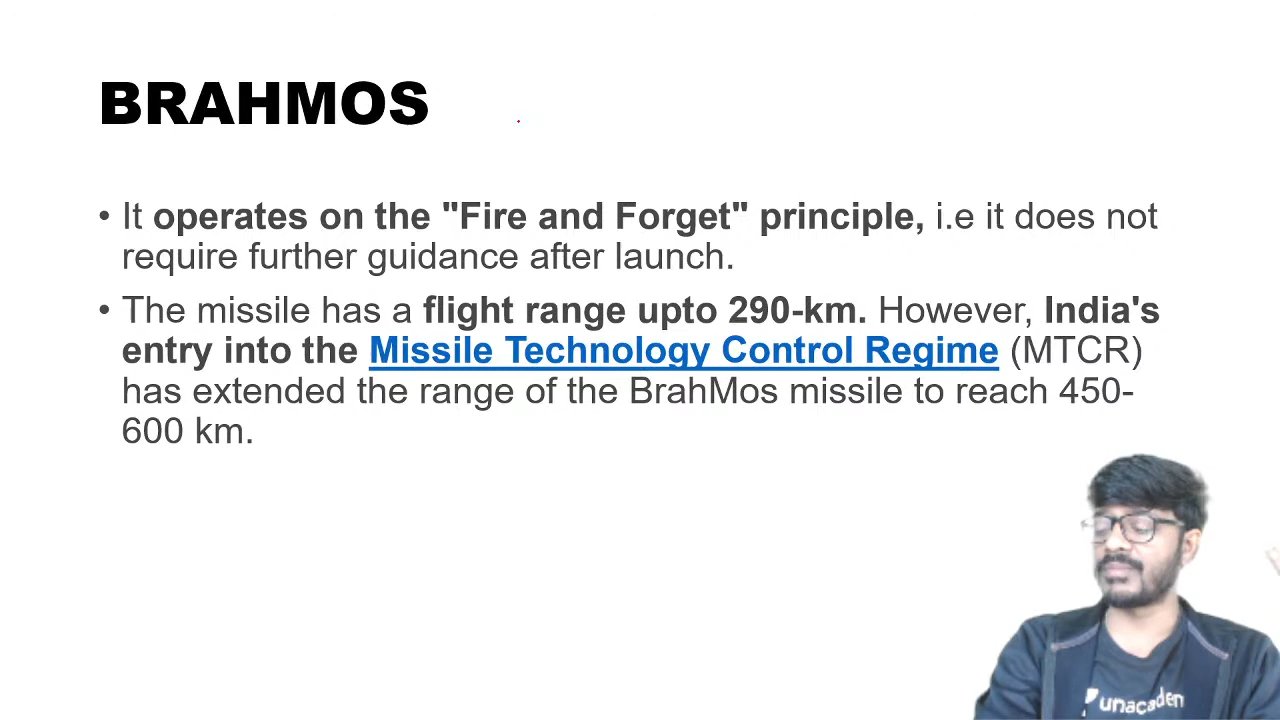 BRAHMOS
• It operates on the "Fire and Forget" principle, i.e it does not
require further guidance after launch.
• The missile has a flight range upto 290-km. However, India's
entry into the Missile Technology Control Regime (MTCR)
has extended the range of the BrahMos missile to reach 450-
600 km.
unacaden